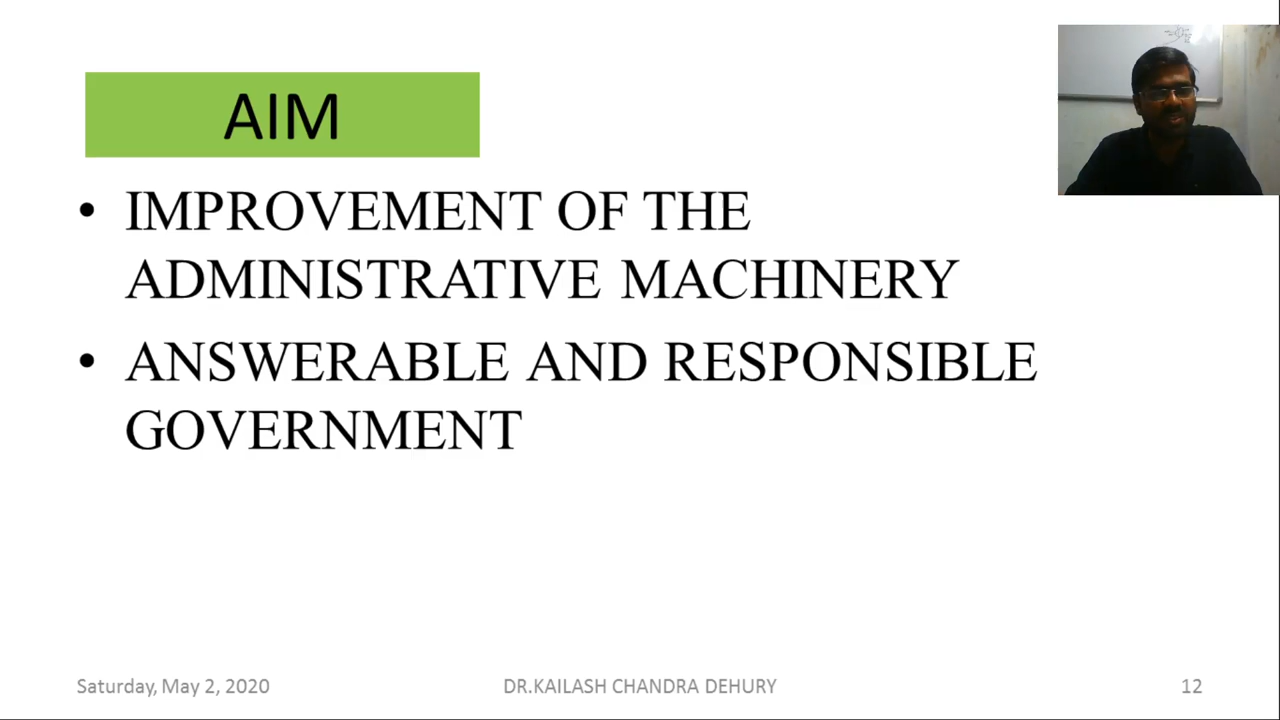 AIM
• IMPROVEMENT OF THE
ADMINISTRATIVE MACHINERY
• ANSWERABLE AND RESPONSIBLE
GOVERNMENT
Saturday, May 2, 2020
DR.KAILASH CHANDRA DEHURY
12